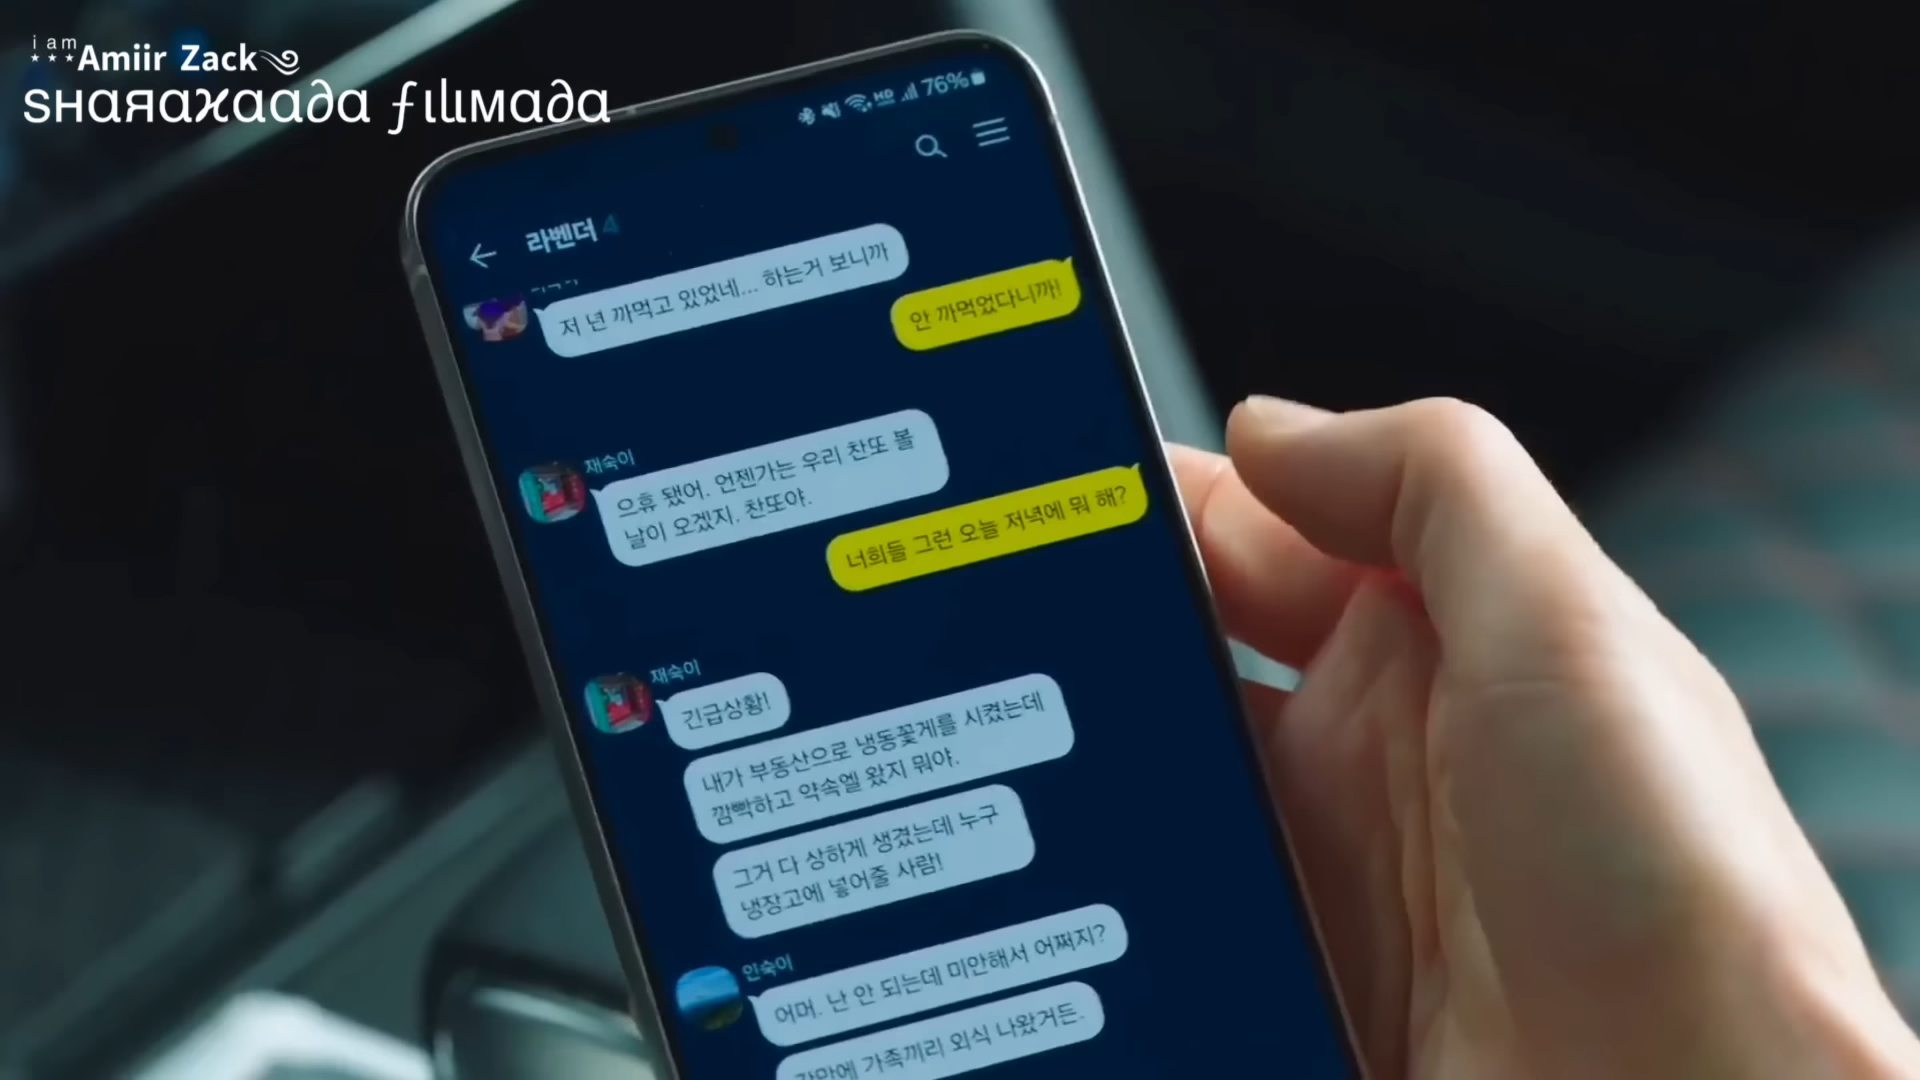 i am
***Amiir Zack
sнαяαжααδα ƒιlιмαδα
76%
라벤더 4
저 년 까먹고 있었네... 하는거 보니까
안 까먹었다니까!
재숙이
으휴 됐어. 언젠가는 우리 찬또 볼
날이 오겠지. 찬또야.
너희들 그런 오늘 저녁에 뭐 해?
재숙이
긴급상황!
내가 부동산으로 냉동꽃게를 시켰는데
깜빡하고 약속엘 왔지 뭐야.
그거 다 상하게 생겼는데 누구
냉장고에 넣어줄 사람!
인숙이
어머. 난 안 되는데 미안해서 어쩌지?
가족끼리 외식 나왔거든.